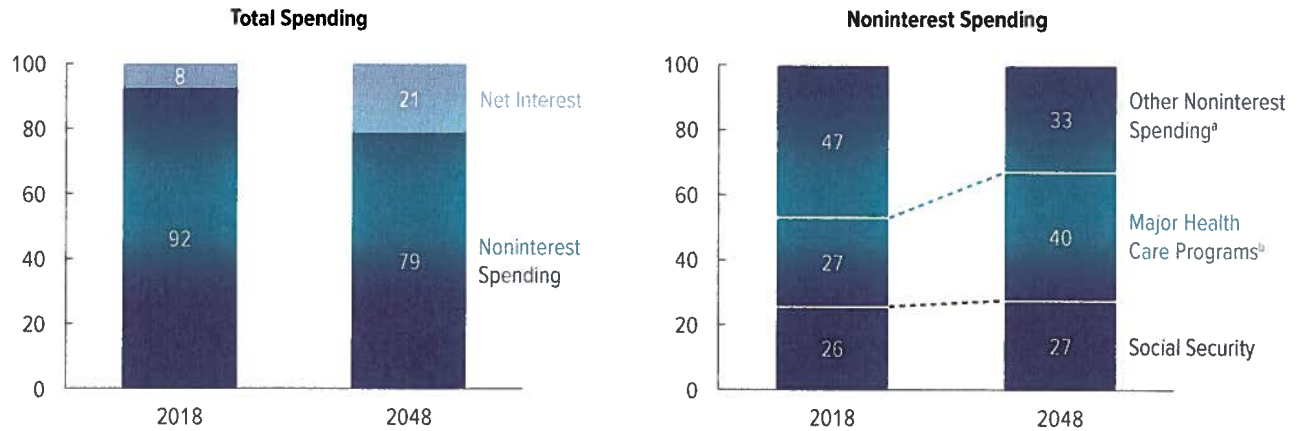 Total Spending
100
80
60
40
20
0
8
92
2018
21
79
2048
Net Interest
Noninterest
Spending
Noninterest Spending
100
80
60
40
20
0
47
27
26
2018
33
40
27
2048
Other Noninterest
Spendingᵃ
Major Health
Care Programsᵇ
Social Security